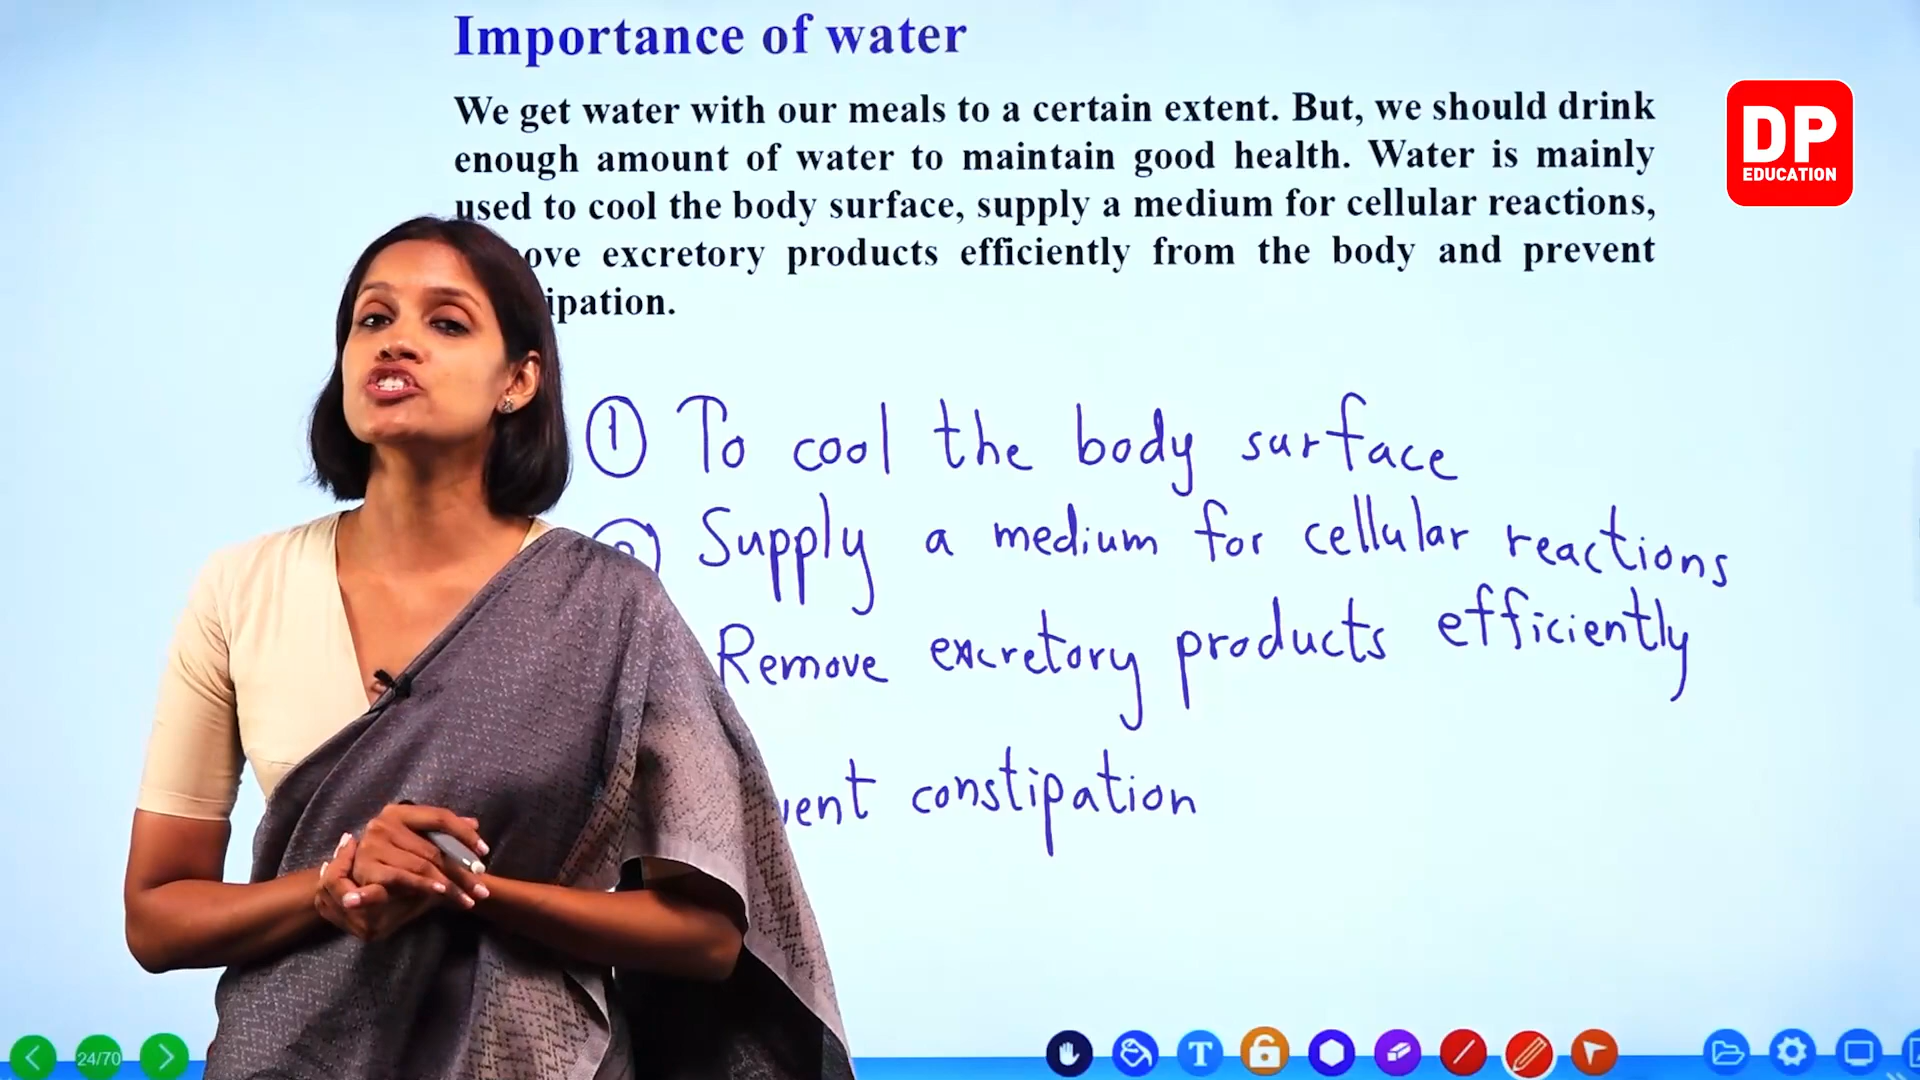 Importance of water
We get water with our meals to a certain extent. But, we should drink
enough amount of water to maintain good health. Water is mainly
used to cool the body surface, supply a medium for cellular reactions,
excretory products efficiently from the body and prevent
DP
EDUCATION
1 To cool the body surface
Supply a medium for cellular reactions
Remove excretory products efficiently
constipation
24/70
T